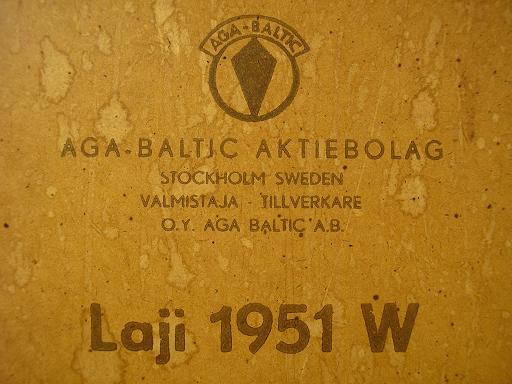 AGA-BALTIC
AGA-BALTIC AKTIEBOLAG
STOCKHOLM SWEDEN
VALMISTAJA - TILLVERKARE
O.Y. AGA BALTIC A.B.
Laji 1951 W